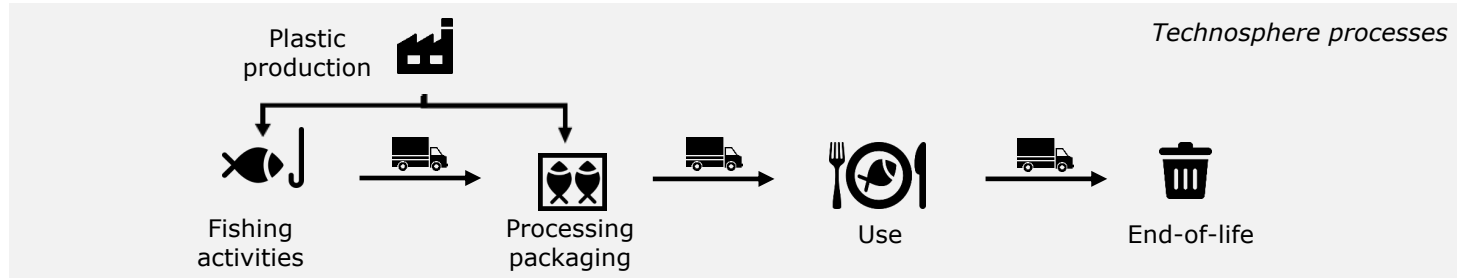 Technosphere processes
Plastic
production
Fishing
activities
Processing
packaging
Use
End-of-life